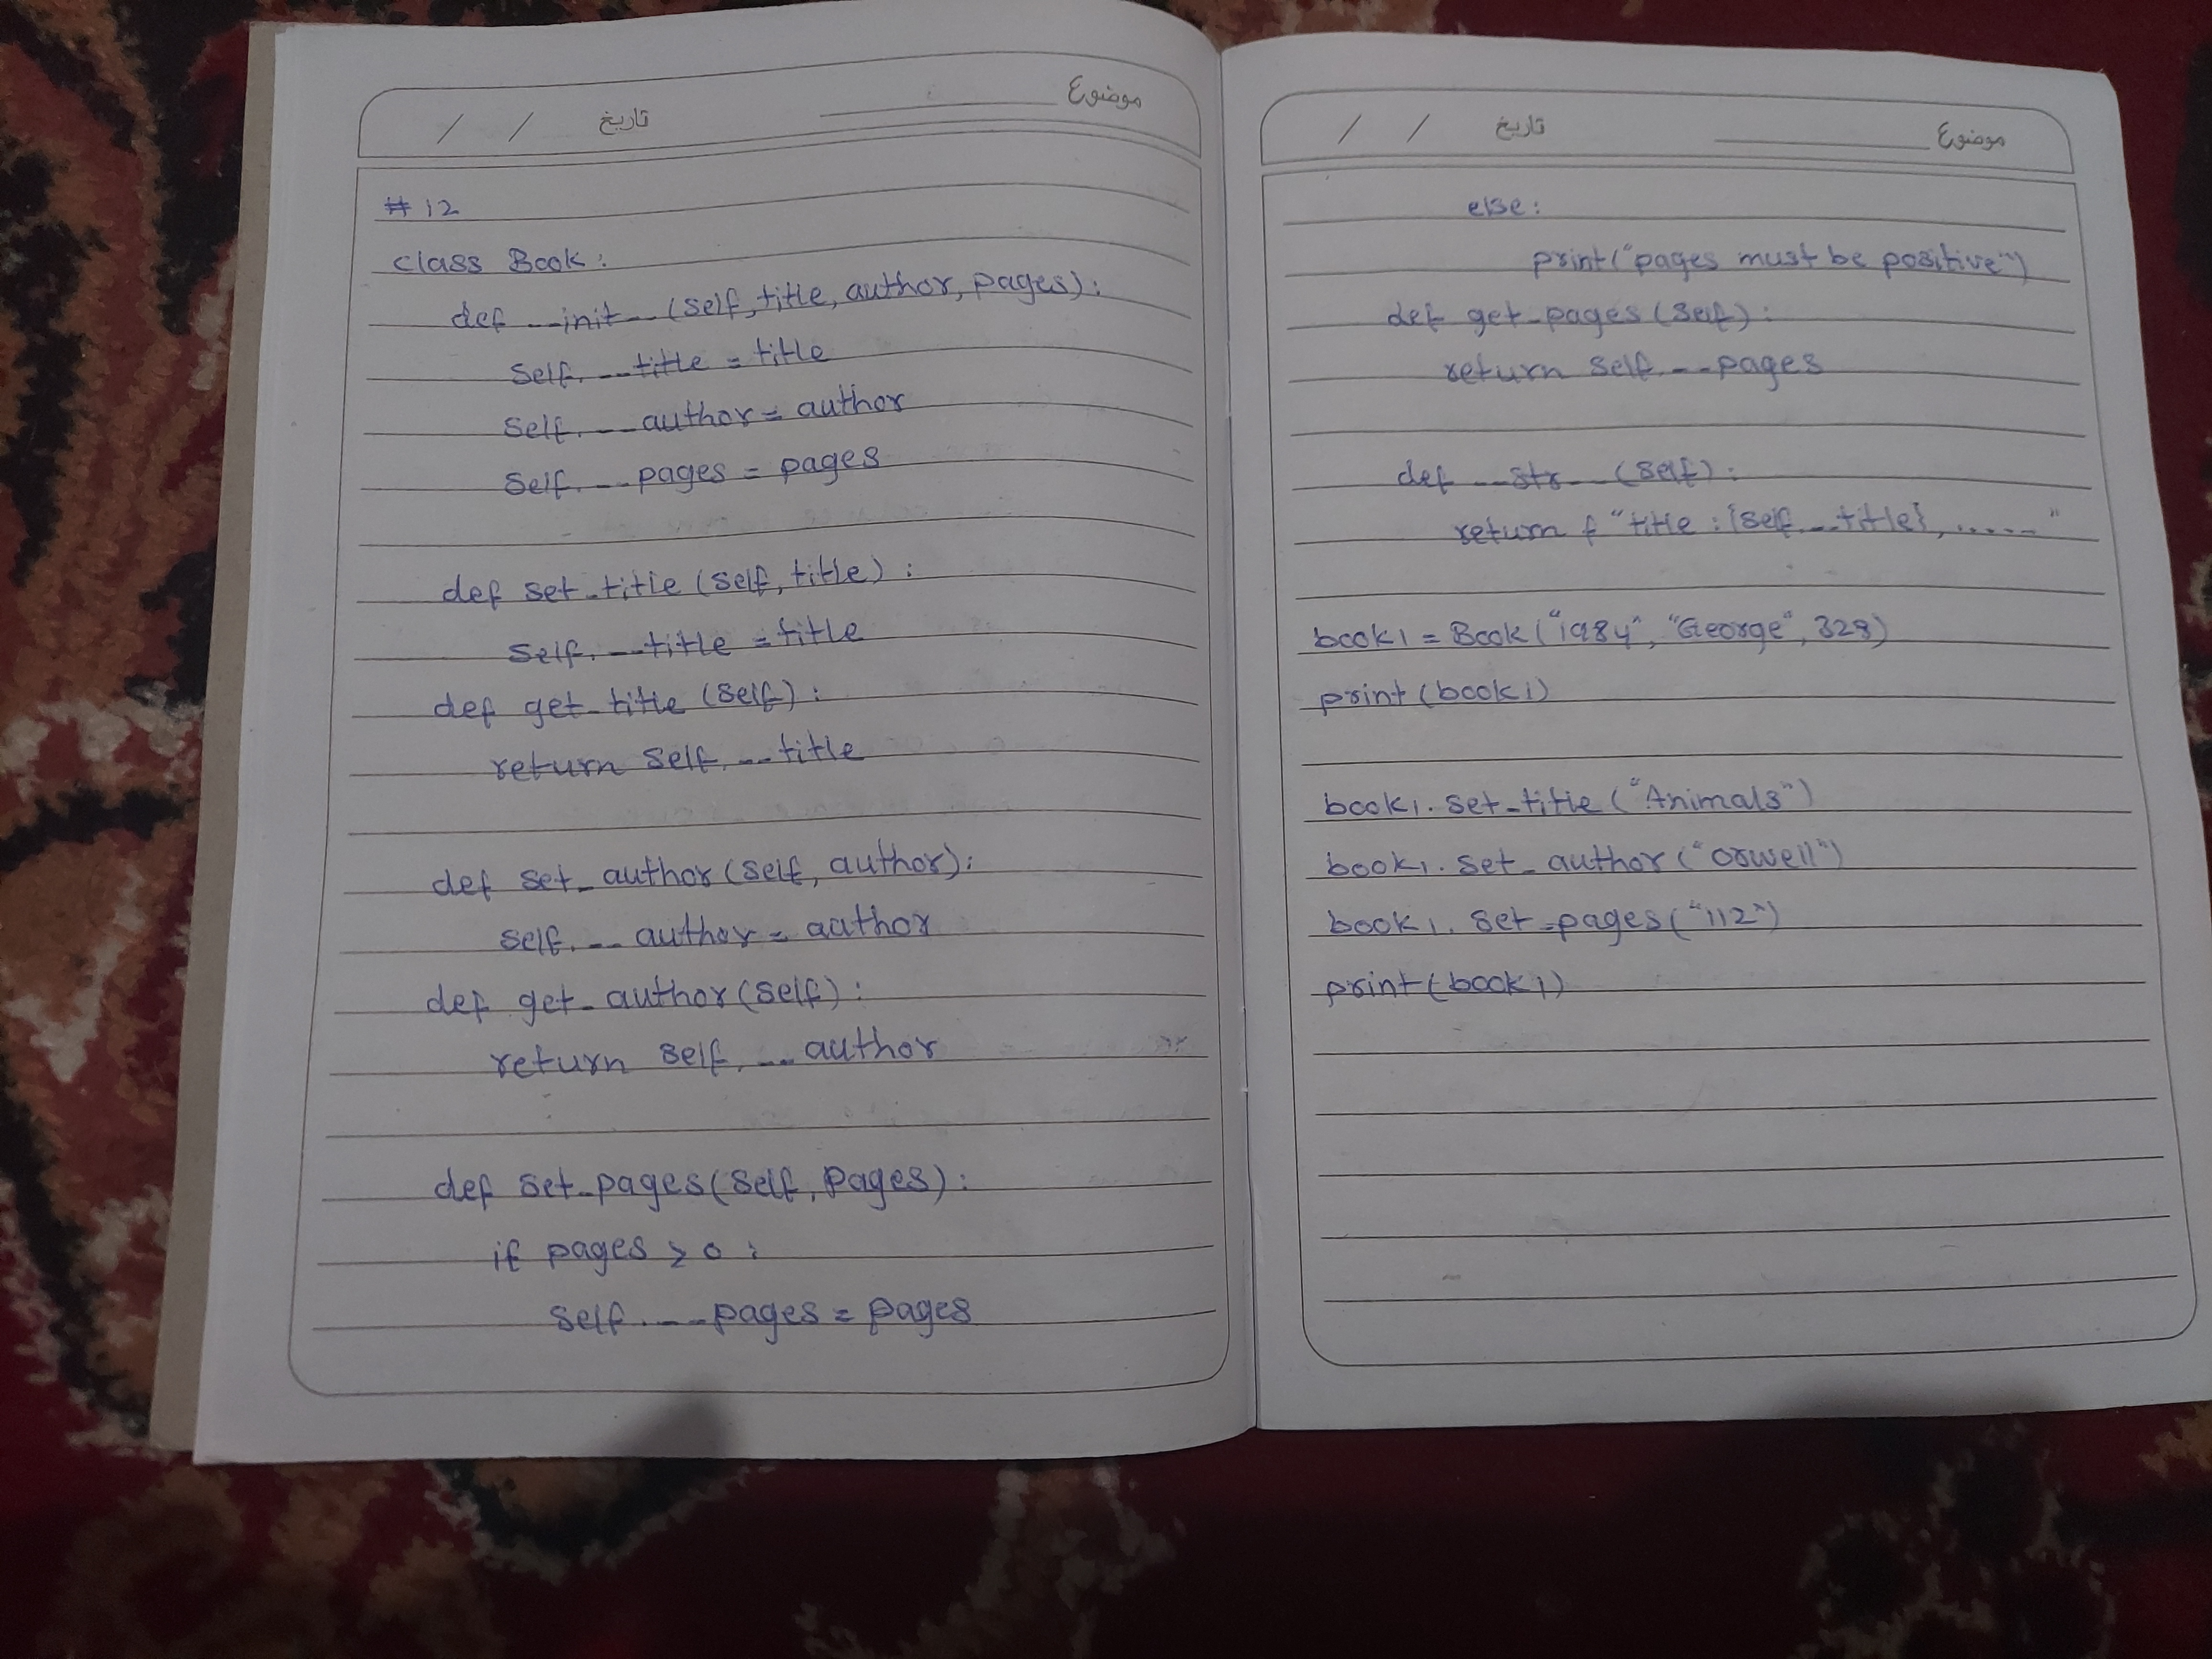 / / تاریخ موضوع
#12
class Book:
def __init__(self,title,author,pages):
self.__title = title
self.__author = author
self.__pages = pages
def set_title(self,title):
self.__title = title
def get_title(self):
return self.__title
def set_author(self,author):
self.__author = author
def get_author(self):
return self.__author
def set_pages(self,pages):
if pages > 0:
self.__pages = pages
/ / تاریخ موضوع
else:
print("pages must be positive")
def get_pages(self):
return self.__pages
def __str__(self):
return f "title:{self.__title}, ...... "
book1 = Book("1984","George",328)
print(book1)
book1.set_title("Animals")
book1.set_author("orwell")
book1.set_pages("112")
print(book1)